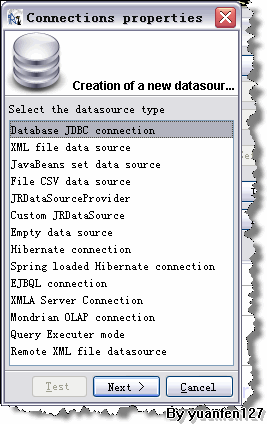 Connections properties
Creation of a new datasour...
Select the datasource type
Database JDBC connection
XML file data source
JavaBeans set data source
File CSV data source
JRDataSourceProvider
Custom JRDataSource
Empty data source
Hibernate connection
Spring loaded Hibernate connection
EJBQL connection
XMLA Server Connection
Mondrian OLAP connection
Query Executer mode
Remote XML file datasource
Test
Next >
Cancel
By yuanfen127